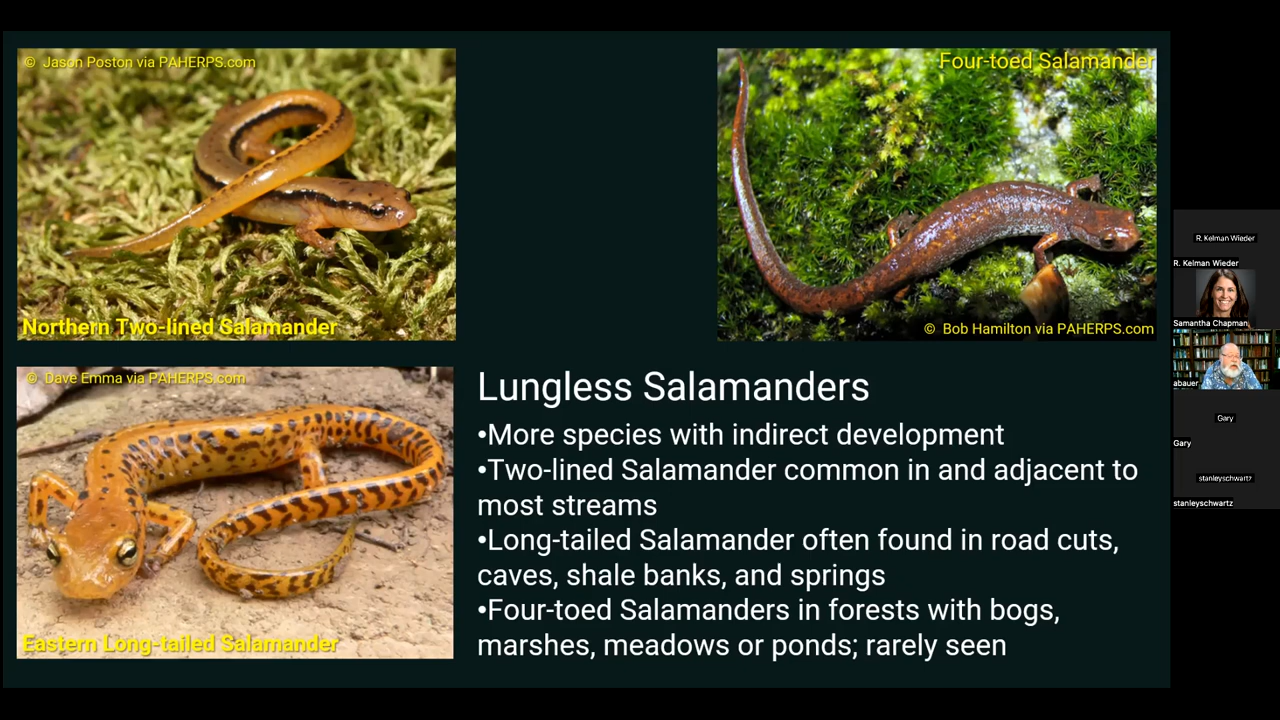 © Jason Poston via PAHERPS.com
Northern Two-lined Salamander
Four-toed Salamander
© Bob Hamilton via PAHERPS.com
© Dave Emma via PAHERPS.com
Eastern Long-tailed Salamander
Lungless Salamanders
•More species with indirect development
•Two-lined Salamander common in and adjacent to
most streams
•Long-tailed Salamander often found in road cuts,
caves, shale banks, and springs
•Four-toed Salamanders in forests with bogs,
marshes, meadows or ponds; rarely seen
R. Kelman Wieder
R. Kelman Wieder
Samantha Chapman
abauer
Gary
Gary
stanleyschwartz
stanleyschwartz